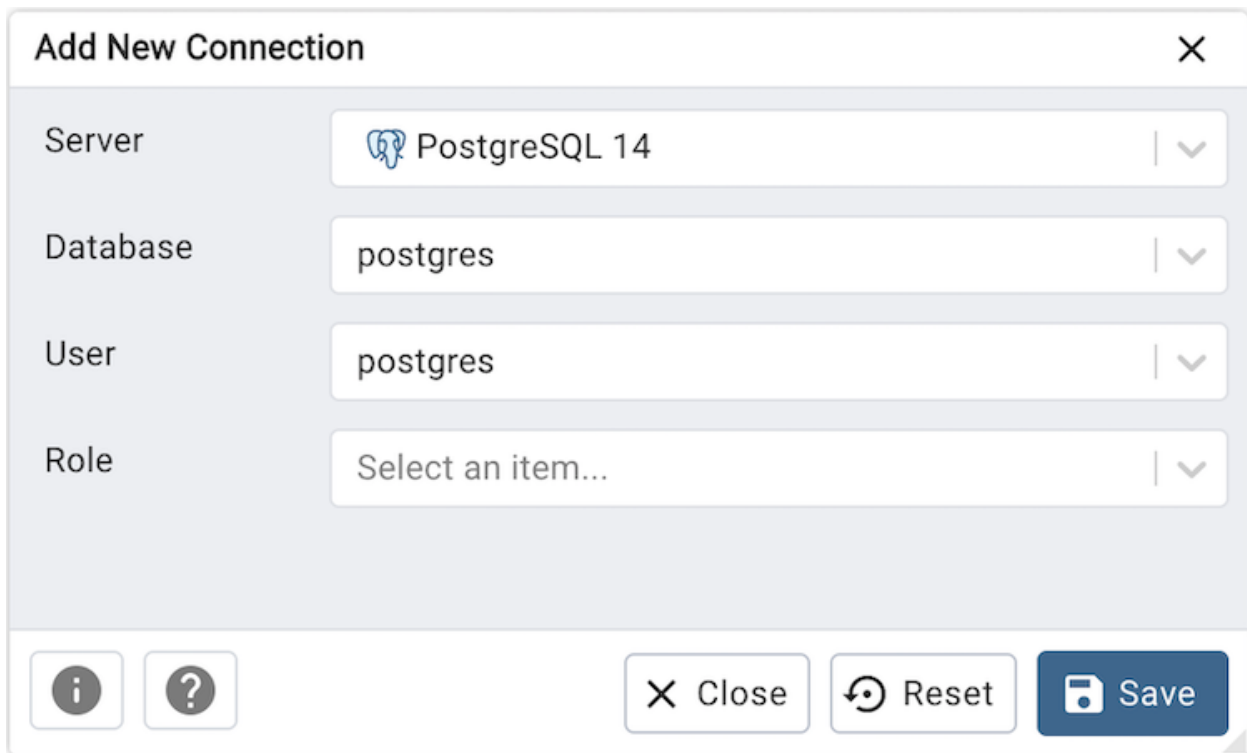 Add New Connection
Server
PostgreSQL 14
Database
postgres
User
postgres
Role
Select an item...
Close
Reset
Save